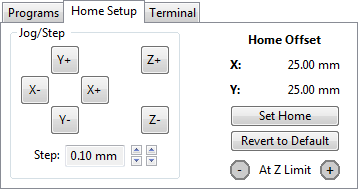 Programs Home Setup Terminal
Jog/Step
Y+ Z+
X- X+
Y- Z-
Step: 0.10 mm
Home Offset
X: 25.00 mm
Y: 25.00 mm
Set Home
Revert to Default
- At Z Limit +